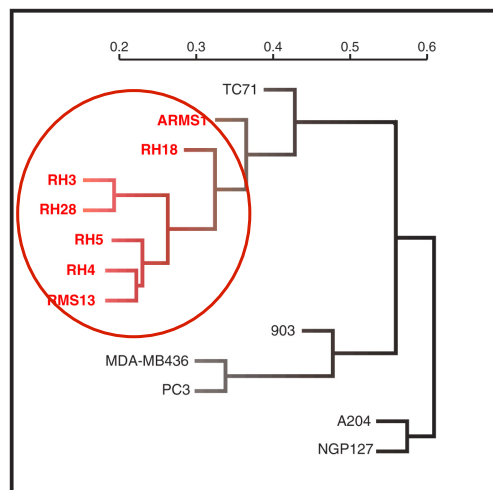 0.2 0.3 0.4 0.5 0.6
TC71
ARMS1
RH18
RH3
RH28
RH5
RH4
RMS13
903
MDA-MB436
PC3
A204
NGP127